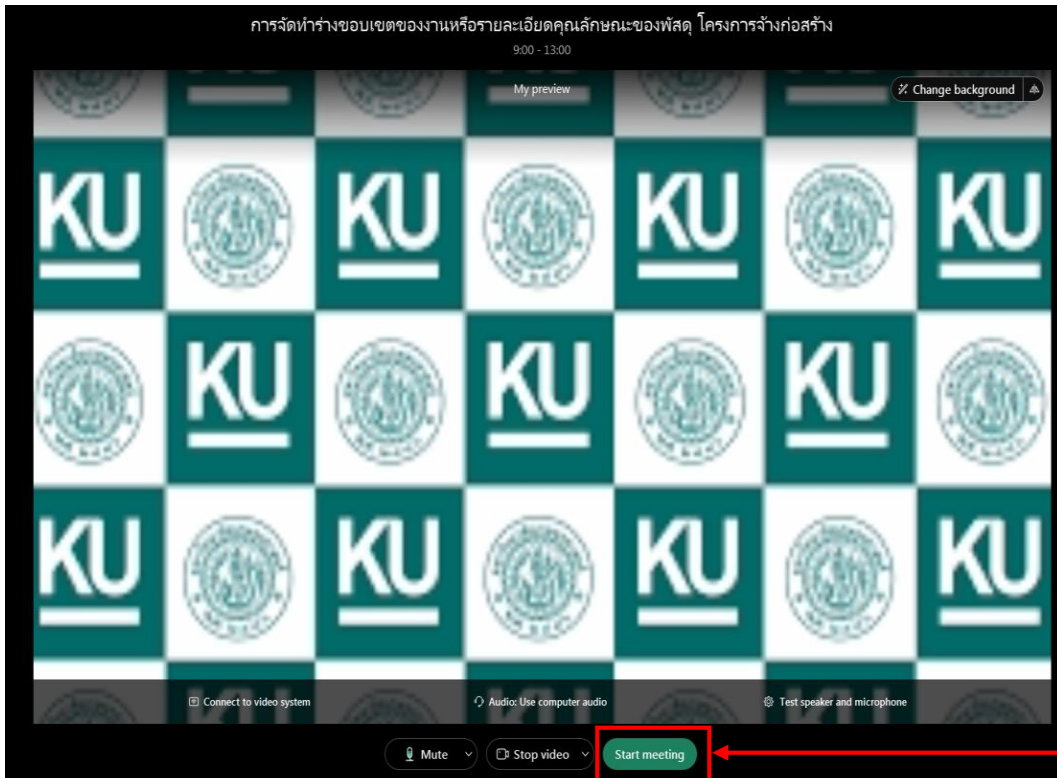 การจัดทำร่างขอบเขตของงานหรือรายละเอียดคุณลักษณะของพัสดุ โครงการจ้างก่อสร้าง
9:00 - 13:00
My preview
Change background
KU KU KU KU
KU KU KU
KU KU KU KU
Connect to video system
Audio: Use computer audio
Test speaker and microphone
Mute
Stop video
Start meeting